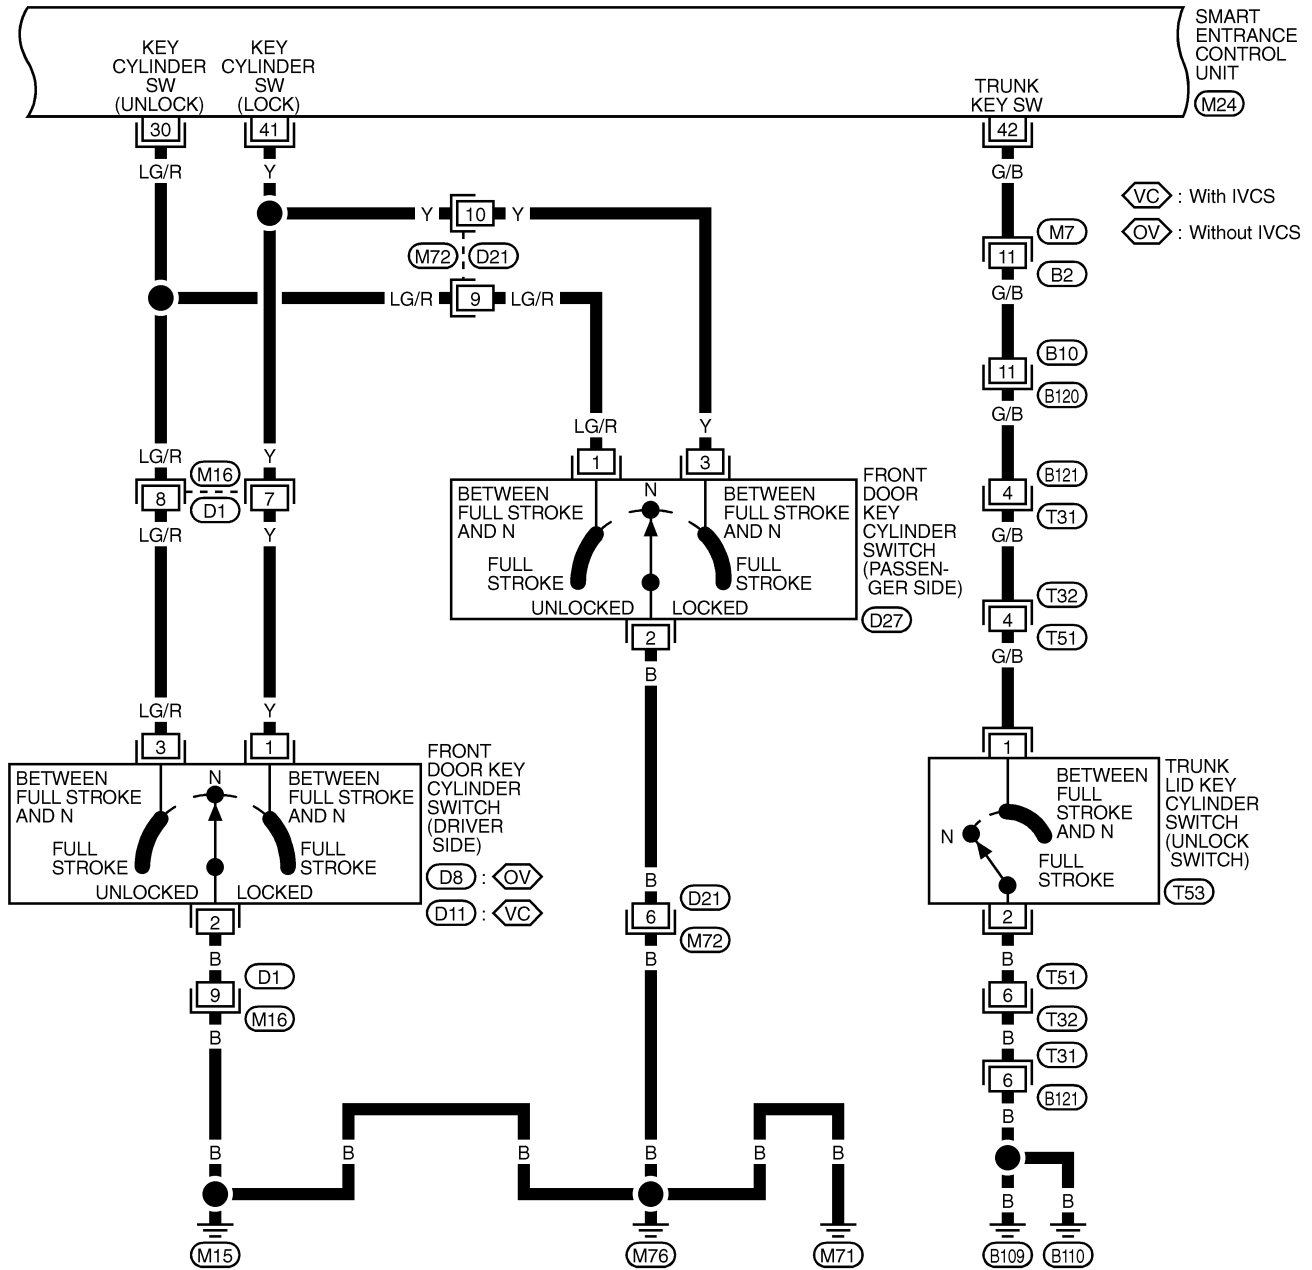 SMART
ENTRANCE
CONTROL
UNIT
M24
KEY
CYLINDER
SW
(UNLOCK)
KEY
CYLINDER
SW
(LOCK)
TRUNK
KEY SW
30
41
42
LG/R
Y
G/B
VC : With IVCS
OV : Without IVCS
Y
10
Y
M72
D21
LG/R
9
LG/R
M7
11
B2
G/B
B10
11
B120
G/B
LG/R
Y
LG/R
Y
M16
8
7
D1
LG/R
Y
1
3
B121
4
T31
G/B
FRONT
DOOR
KEY
CYLINDER
SWITCH
(PASSEN-
GER SIDE)
D27
BETWEEN
FULL STROKE
AND N
N
BETWEEN
FULL STROKE
AND N
FULL
STROKE
FULL
STROKE
UNLOCKED
LOCKED
2
B
T32
4
T51
G/B
LG/R
Y
3
1
1
FRONT
DOOR KEY
CYLINDER
SWITCH
(DRIVER
SIDE)
D8 : OV
D11 : VC
BETWEEN
FULL STROKE
AND N
N
BETWEEN
FULL STROKE
AND N
FULL
STROKE
FULL
STROKE
UNLOCKED
LOCKED
TRUNK
LID KEY
CYLINDER
SWITCH
(UNLOCK
SWITCH)
T53
BETWEEN
FULL
STROKE
AND N
N
FULL
STROKE
2
B
D1
9
M16
B
B
D21
6
M72
B
2
B
T51
6
T32
B
T31
6
B121
B
B
B
B
B
B
B
B
B
M15
M76
M71
B109
B110